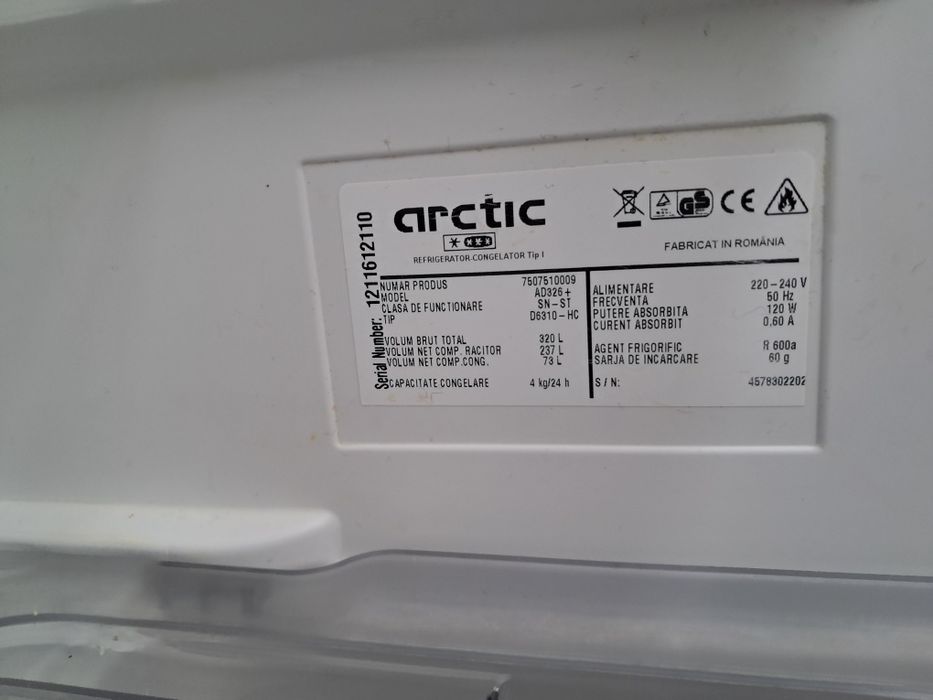 Serial Number: 1211612110
arctic
REFRIGERATOR-CONGELATOR Tip I
GS
CE
FABRICAT IN ROMÂNIA
NUMAR PRODUS 7507510009
MODEL AD326+
CLASA DE FUNCTIONARE SN-ST
TIP D6310-HC
VOLUM BRUT TOTAL 320 L
VOLUM NET COMP. RACITOR 237 L
VOLUM NET COMP.CONG. 73 L
CAPACITATE CONGELARE 4 kg/24 h
ALIMENTARE 220-240 V
FRECVENTA 50 Hz
PUTERE ABSORBITA 120 W
CURENT ABSORBIT 0,60 A
AGENT FRIGORIFIC R 600a
SARJA DE INCARCARE 60 g
S / N: 4578302202